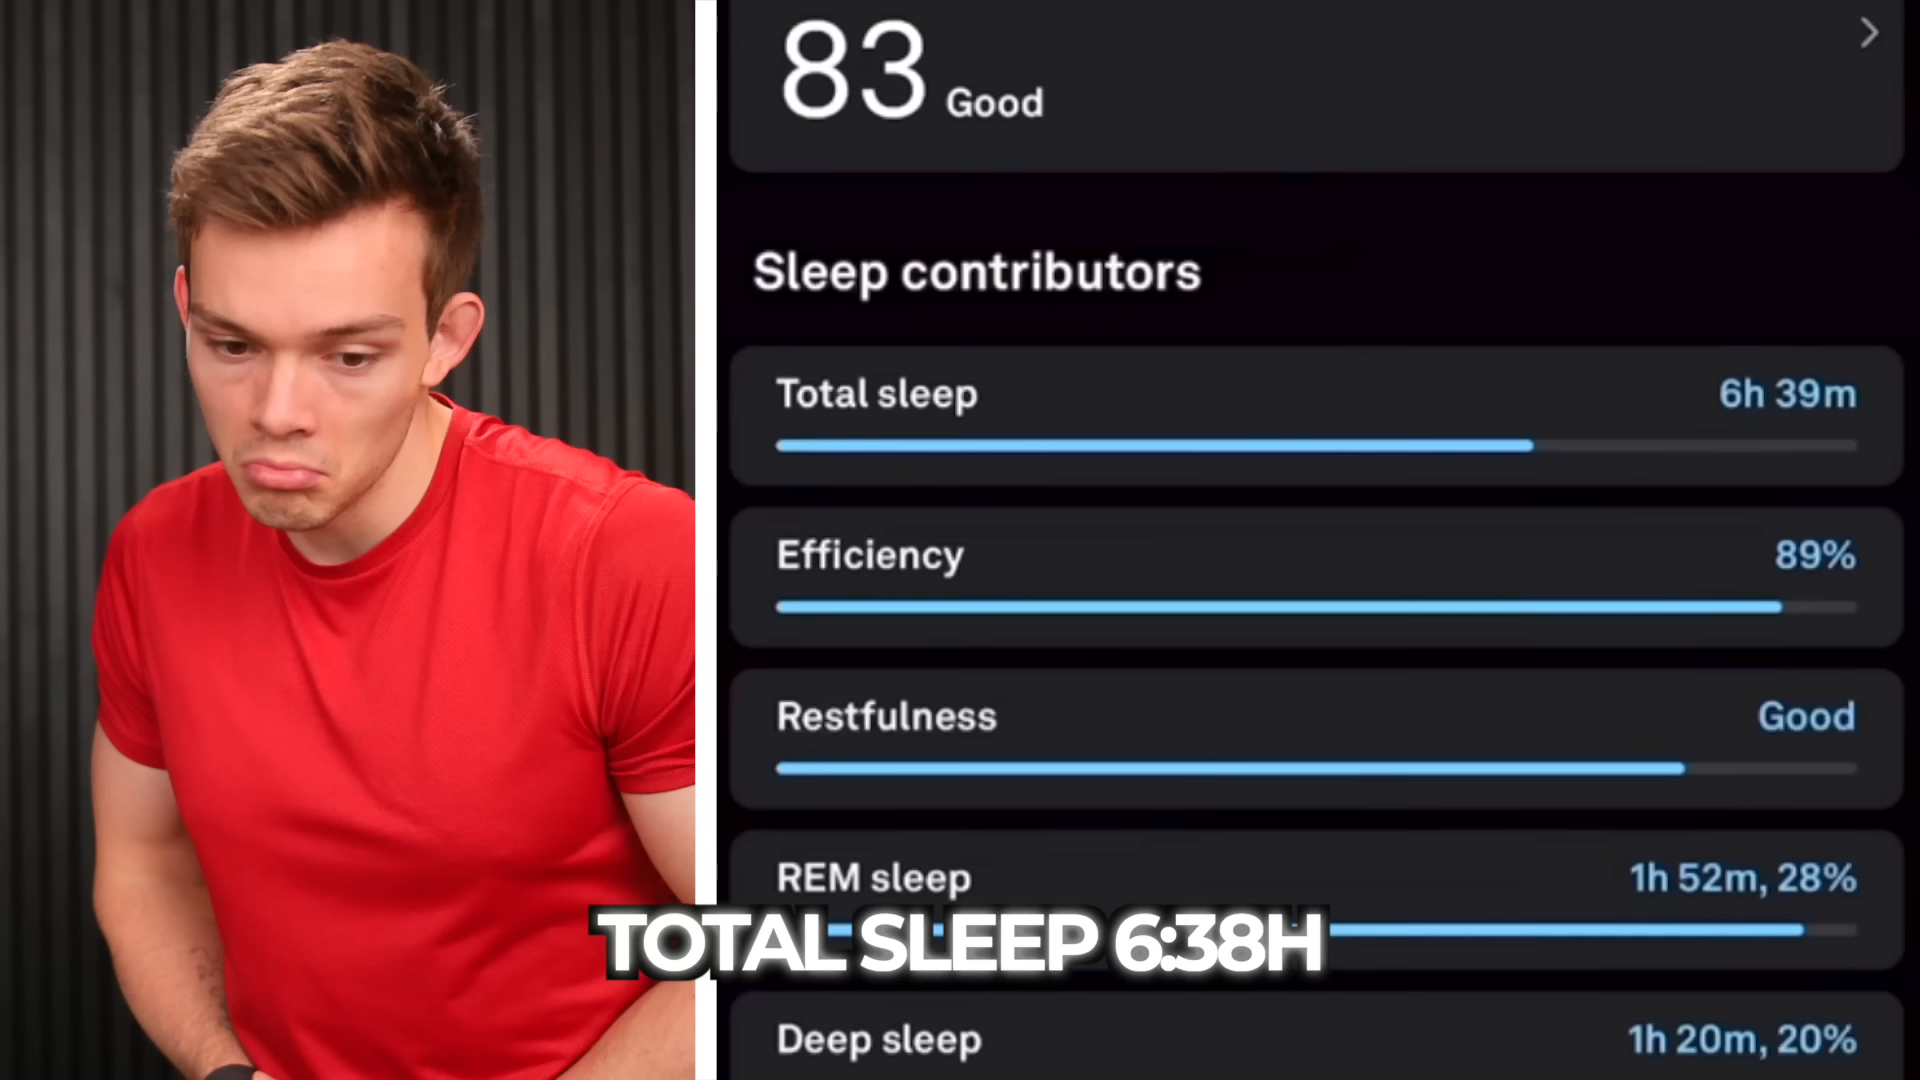 83 Good
Sleep contributors
Total sleep 6h 39m
Efficiency 89%
Restfulness Good
REM sleep 1h 52m, 28%
TOTAL SLEEP 6:38H
Deep sleep 1h 20m, 20%